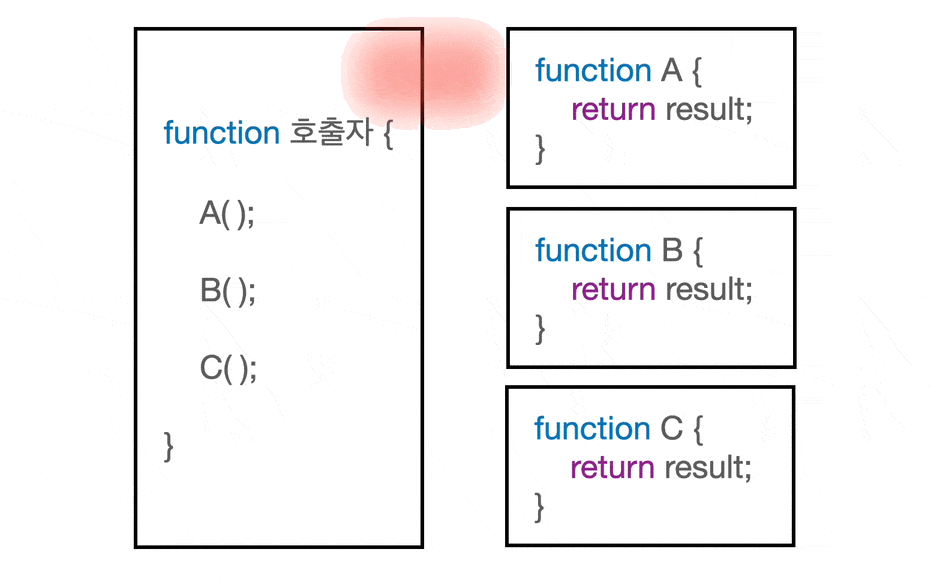 function 호출자 {
A( );
B( );
C( );
}
function A {
return result;
}
function B {
return result;
}
function C {
return result;
}